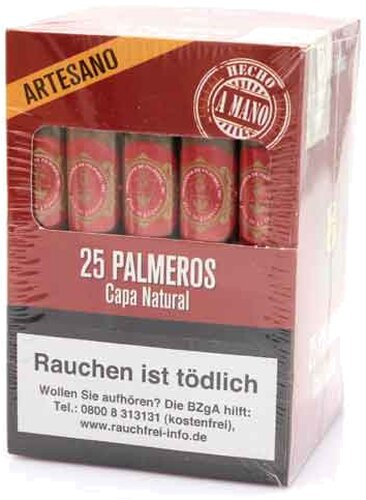 ARTESANO
HECHO
A MANO
25 PALMEROS
Capa Natural
Rauchen ist tödlich
Wollen Sie aufhören? Die BZgA hilft:
Tel.: 0800 8 313131 (kostenfrei),
www.rauchfrei-info.de